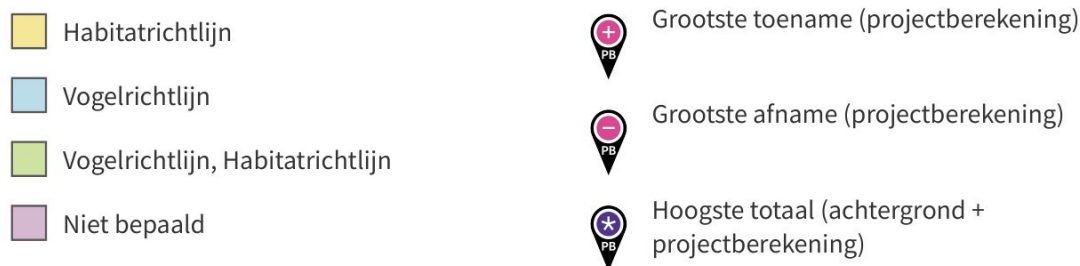 Habitatrichtlijn
Vogelrichtlijn
Vogelrichtlijn, Habitatrichtlijn
Niet bepaald
+
PB
Grootste toename (projectberekening)
−
PB
Grootste afname (projectberekening)
*
PB
Hoogste totaal (achtergrond +
projectberekening)